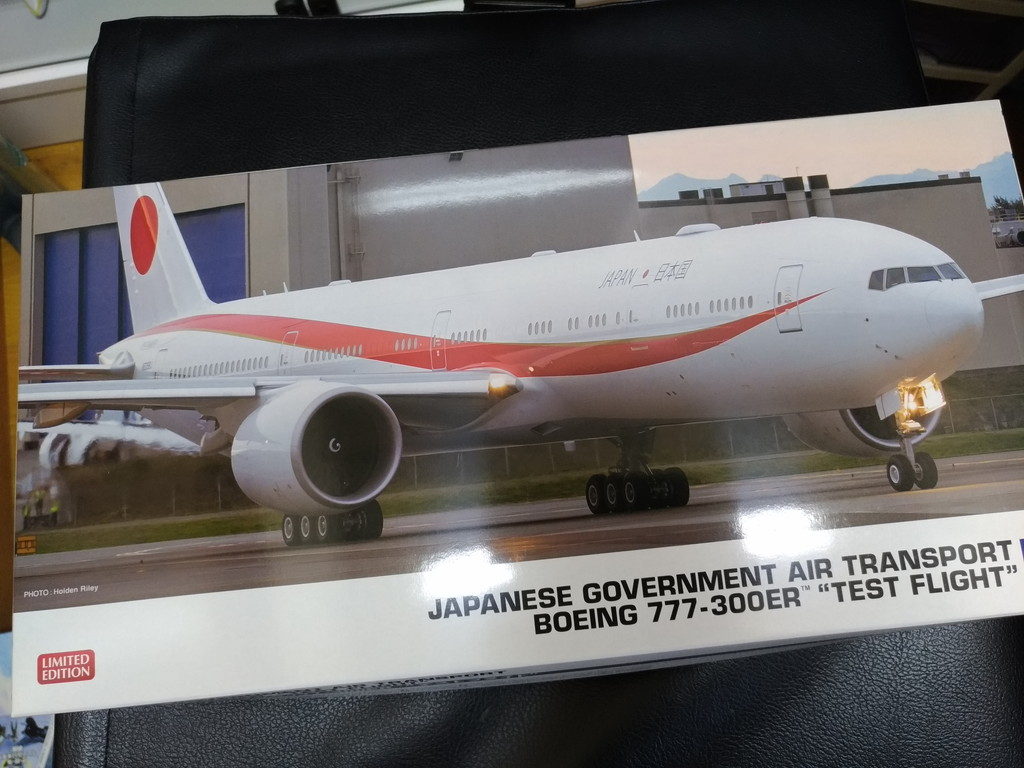 JAPAN 日本国
PHOTO : Holden Riley
JAPANESE GOVERNMENT AIR TRANSPORT
BOEING 777-300ER™ “TEST FLIGHT”
LIMITED
EDITION